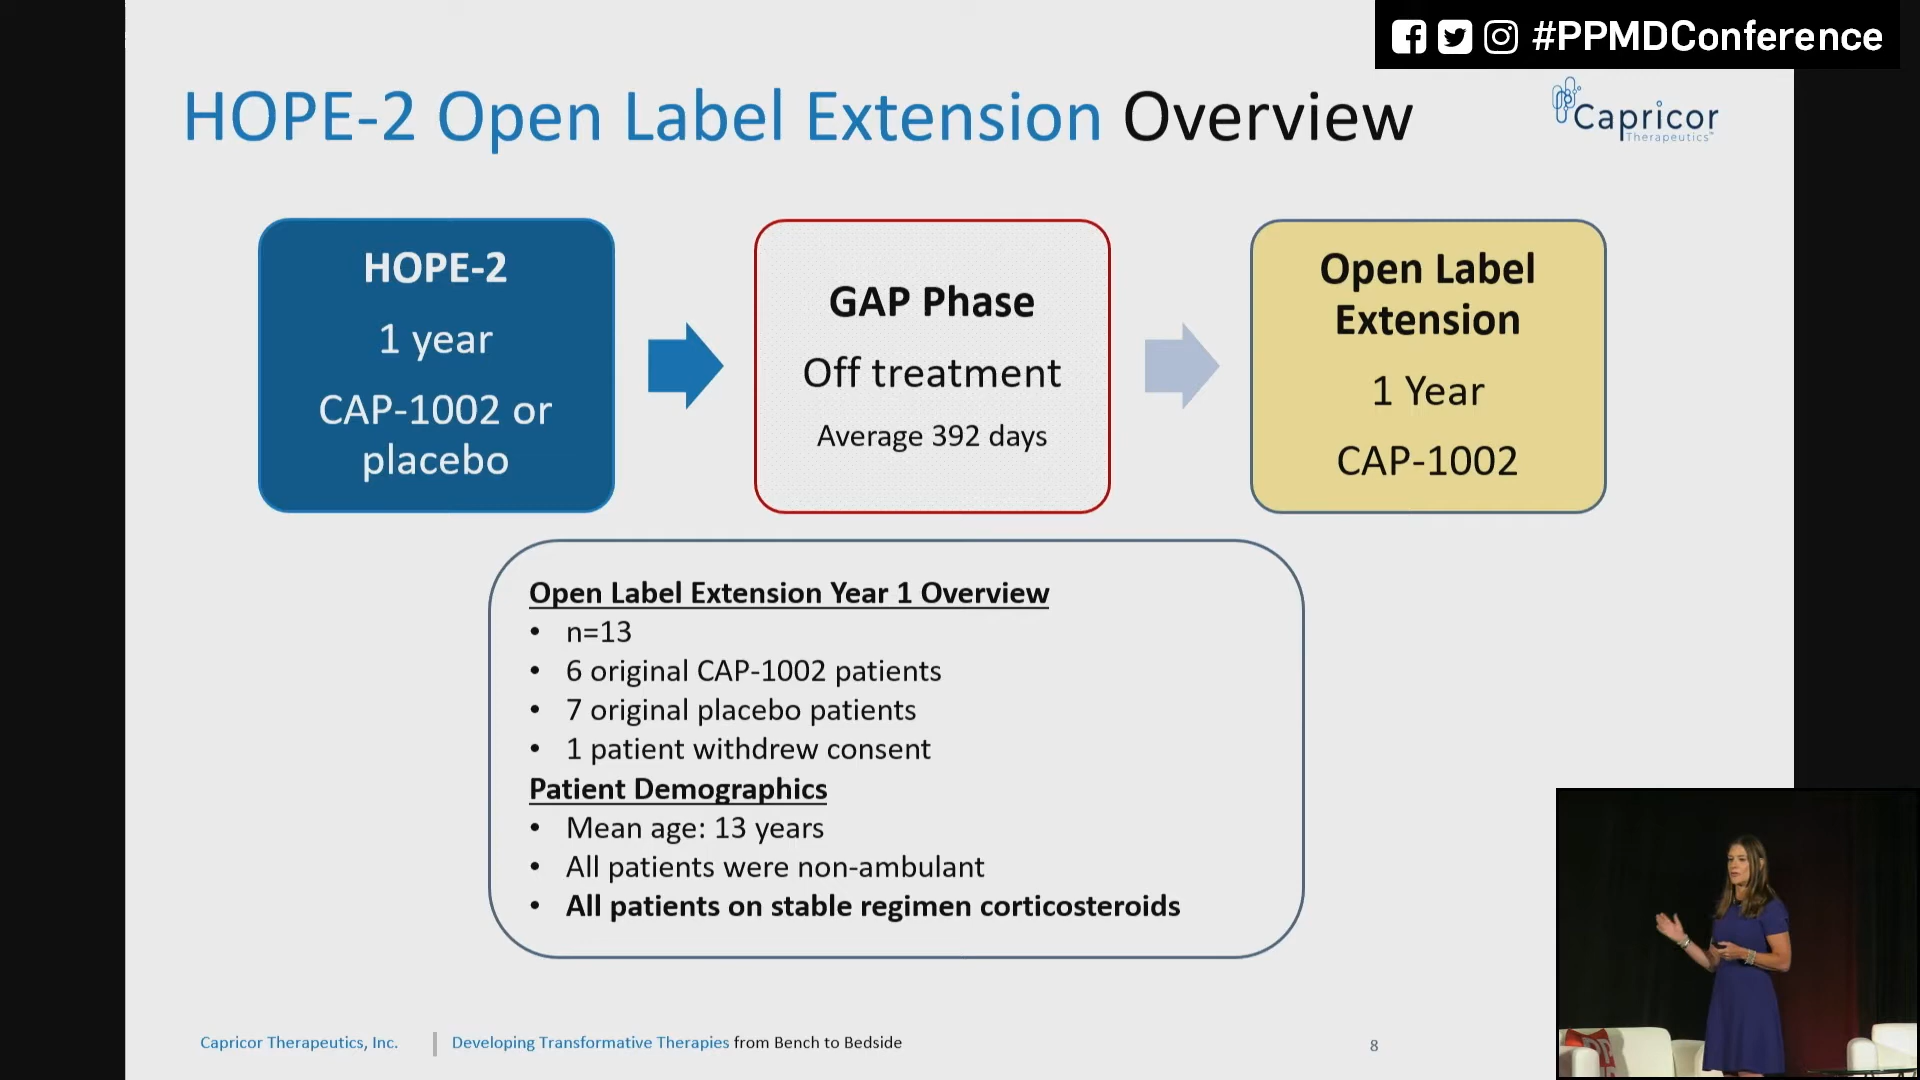 #PPMDConference
HOPE-2 Open Label Extension Overview
Capricor
Therapeutics™
HOPE-2
1 year
CAP-1002 or
placebo
GAP Phase
Off treatment
Average 392 days
Open Label
Extension
1 Year
CAP-1002
Open Label Extension Year 1 Overview
• n=13
• 6 original CAP-1002 patients
• 7 original placebo patients
• 1 patient withdrew consent
Patient Demographics
• Mean age: 13 years
• All patients were non-ambulant
• All patients on stable regimen corticosteroids
Capricor Therapeutics, Inc. | Developing Transformative Therapies from Bench to Bedside
8